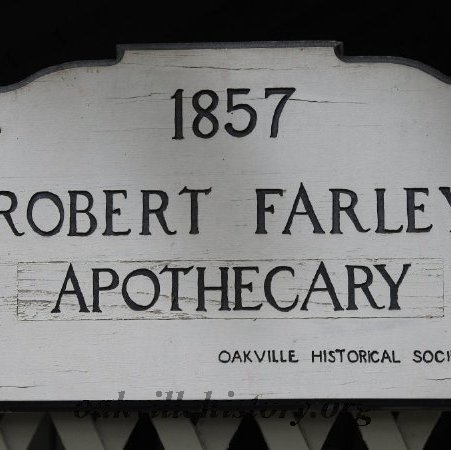 1857
ROBERT FARLEY
APOTHECARY
OAKVILLE HISTORICAL SOCI
oakvillehistory.org